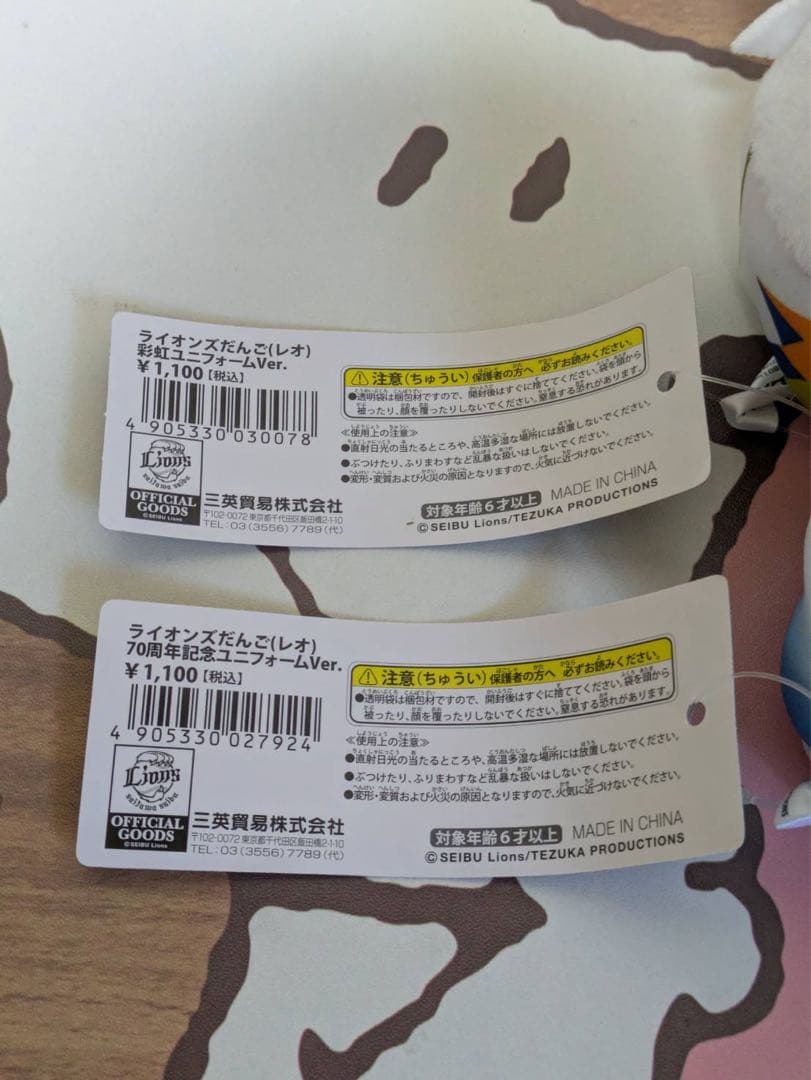 ライオンズだんご(レオ)
彩虹ユニフォームVer.
¥1,100【税込】
4 905330 030078
Lions
saitama seibu
OFFICIAL
GOODS
©SEIBU Lions
三英貿易株式会社
〒102-0072 東京都千代田区飯田橋2-1-10
TEL:03(3556)7789(代)
注意(ちゅうい)保護者の方へ 必ずお読みください。
●透明袋は梱包材ですので、開封後はすぐに捨ててください。袋を頭から
被ったり、顔を覆ったりしないでください。窒息する恐れがあります。
≪使用上の注意≫
●直射日光の当たるところや、高温多湿な場所には放置しないでください。
●ぶつけたり、ふりまわすなど乱暴な扱いはしないでください。
●変形・変質および火災の原因となりますので、火気に近づけないでください。
対象年齢6才以上 MADE IN CHINA
©SEIBU Lions/TEZUKA PRODUCTIONS
ライオンズだんご(レオ)
70周年記念ユニフォームVer.
¥1,100【税込】
4 905330 027924
Lions
saitama seibu
OFFICIAL
GOODS
©SEIBU Lions
三英貿易株式会社
〒102-0072 東京都千代田区飯田橋2-1-10
TEL:03(3556)7789(代)
注意(ちゅうい)保護者の方へ 必ずお読みください。
●透明袋は梱包材ですので、開封後はすぐに捨ててください。袋を頭から
被ったり、顔を覆ったりしないでください。窒息する恐れがあります。
≪使用上の注意≫
●直射日光の当たるところや、高温多湿な場所には放置しないでください。
●ぶつけたり、ふりまわすなど乱暴な扱いはしないでください。
●変形・変質および火災の原因となりますので、火気に近づけないでください。
対象年齢6才以上 MADE IN CHINA
©SEIBU Lions/TEZUKA PRODUCTIONS